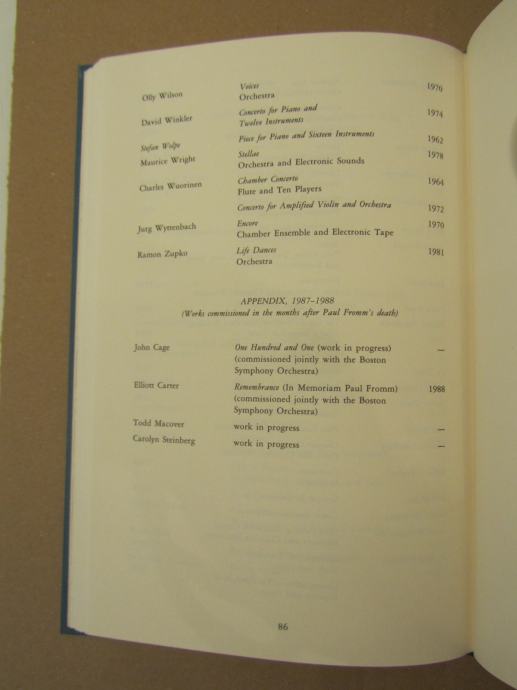 Olly Wilson Voices 1970
Orchestra
David Winkler Concerto for Piano and 1974
Twelve Instruments
Stefan Wolpe Piece for Piano and Sixteen Instruments 1962
Maurice Wright Stellae 1978
Orchestra and Electronic Sounds
Charles Wuorinen Chamber Concerto 1964
Flute and Ten Players
Concerto for Amplified Violin and Orchestra 1972
Jurg Wyttenbach Encore 1970
Chamber Ensemble and Electronic Tape
Ramon Zupko Life Dances 1981
Orchestra
APPENDIX, 1987–1988
(Works commissioned in the months after Paul Fromm's death)
John Cage One Hundred and One (work in progress) —
(commissioned jointly with the Boston
Symphony Orchestra)
Elliott Carter Remembrance (In Memoriam Paul Fromm) 1988
(commissioned jointly with the Boston
Symphony Orchestra)
Todd Macover work in progress —
Carolyn Steinberg work in progress —
86